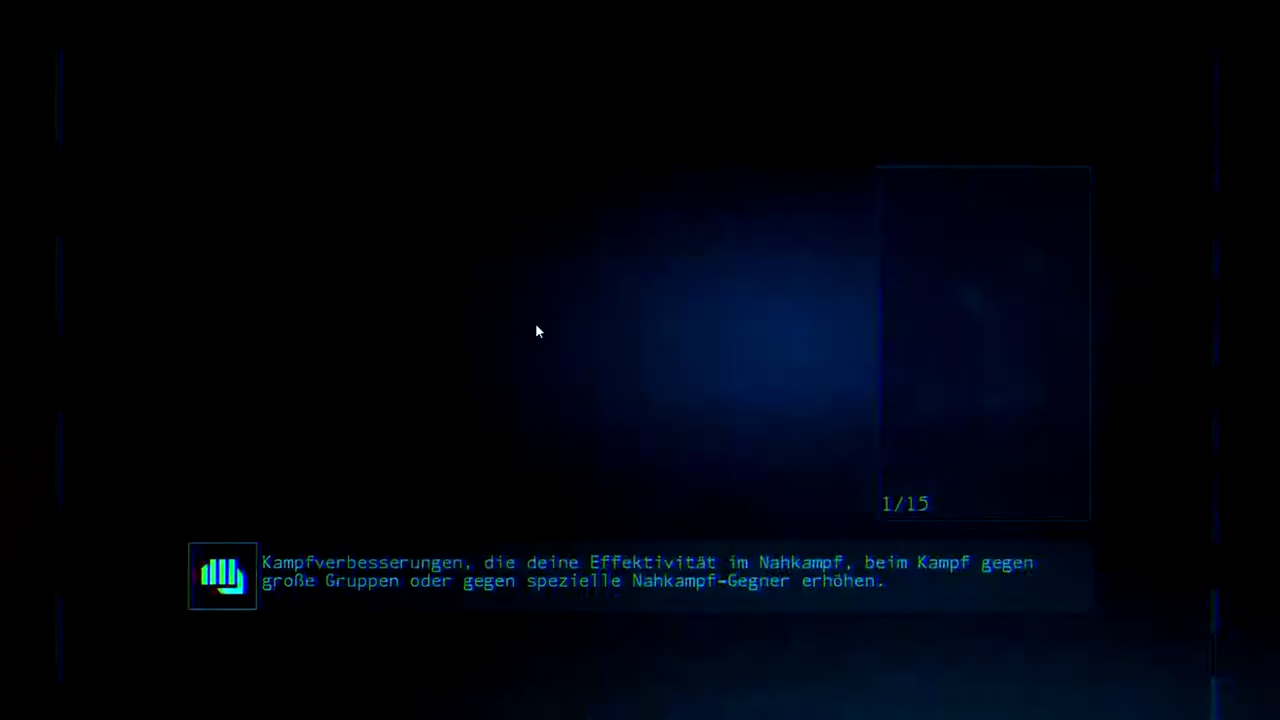 1/15
Kampfverbesserungen, die deine Effektivität im Nahkampf, beim Kampf gegen
große Gruppen oder gegen spezielle Nahkampf-Gegner erhöhen.